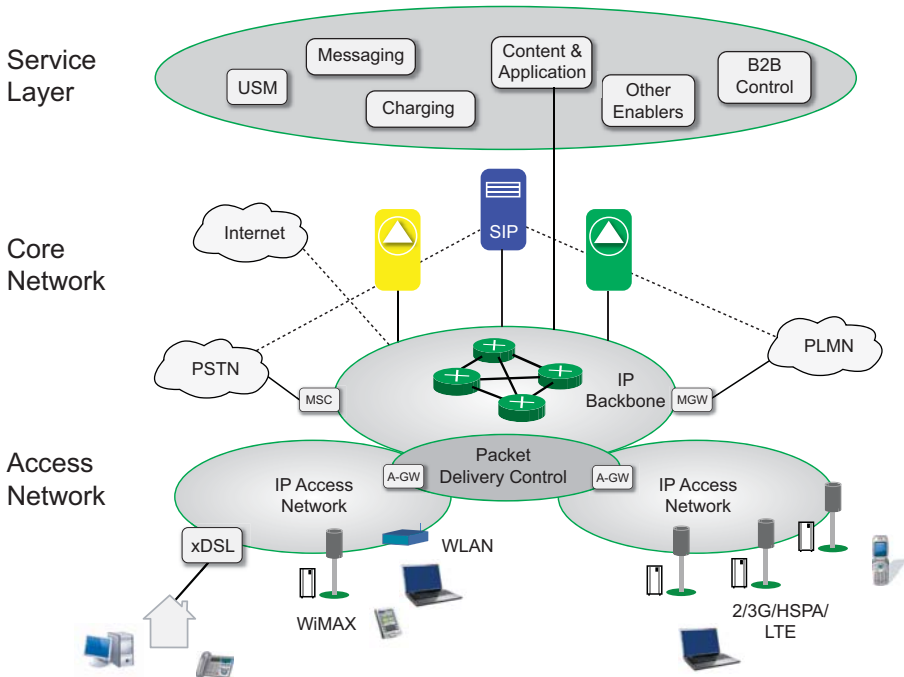 Service
Layer
USM
Messaging
Charging
Content &
Application
Other
Enablers
B2B
Control
Core
Network
Internet
SIP
PSTN
PLMN
MSC
IP
Backbone
MGW
Access
Network
Packet
Delivery Control
A-GW
A-GW
IP Access
Network
IP Access
Network
xDSL
WLAN
WiMAX
2/3G/HSPA/
LTE